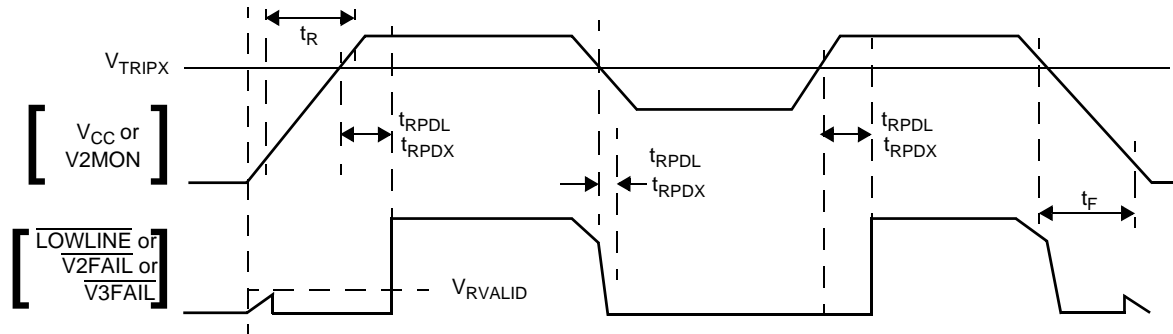 tR
VTRIPX
VCC or
V2MON
tRPDL
tRPDX
tRPDL
tRPDX
tRPDL
tRPDX
tF
LOWLINE or
V2FAIL or
V3FAIL
VRVALID